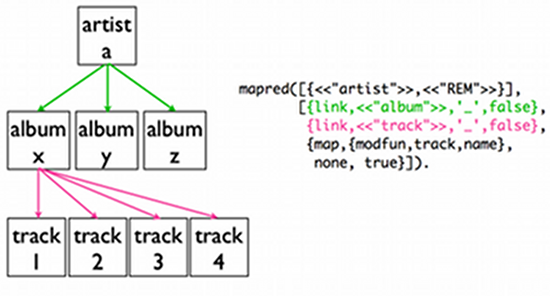 artist
a
album
x
album
y
album
z
track
1
track
2
track
3
track
4
mapred([{<<"artist">>,<<"REM">>}],
[{link,<<"album">>,'_',false},
{link,<<"track">>,'_',false},
{map,{modfun,track,name},
none, true}]).